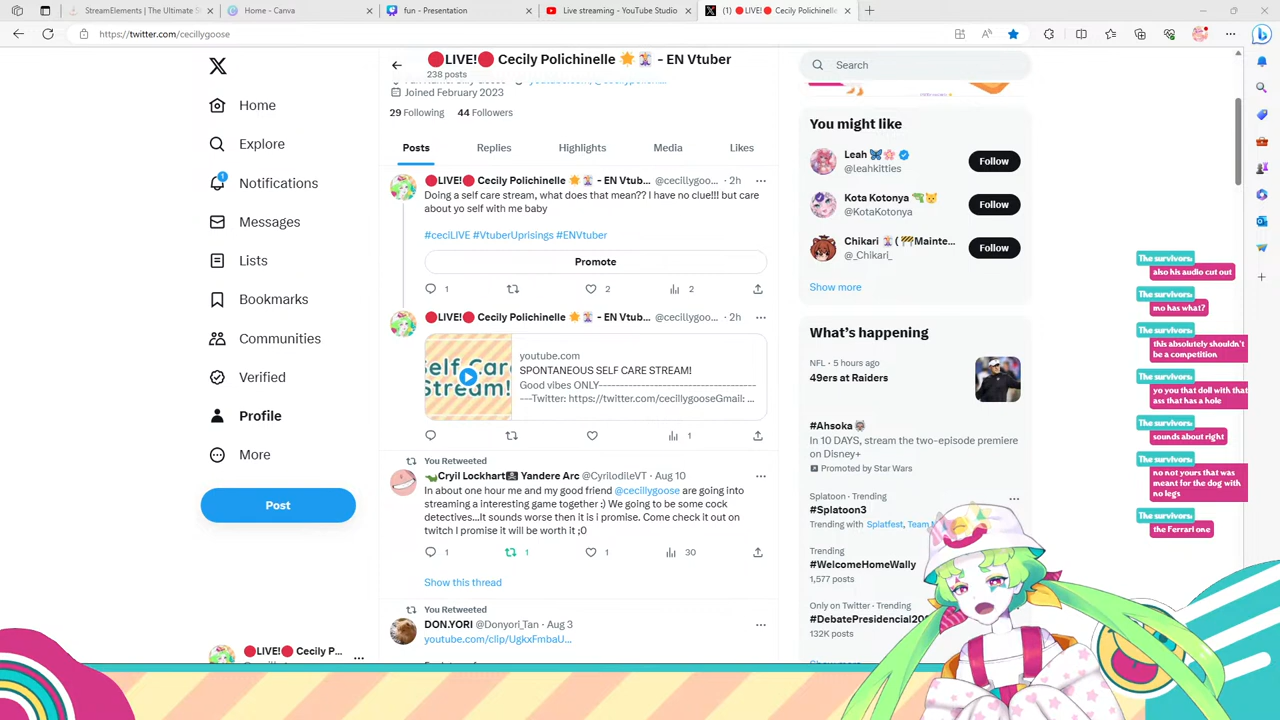 StreamElements | The Ultimate S
Home - Canva
fun - Presentation
Live streaming - YouTube Studio
🔴LIVE!🔴 Cecily Polichinelle
https://twitter.com/cecillygoose
🔴LIVE!🔴 Cecily Polichinelle 🌟🃏 - EN Vtuber
238 posts
Joined February 2023
29 Following 44 Followers
Posts Replies Highlights Media Likes
Home
Explore
1
Notifications
Messages
Lists
Bookmarks
Communities
Verified
Profile
More
Post
🔴LIVE!🔴 Cecily P...
🔴LIVE!🔴 Cecily Polichinelle 🌟🃏 - EN Vtub... @cecillygoo... · 2h
Doing a self care stream, what does that mean?? I have no clue!!! but care
about yo self with me baby
#ceciLIVE #VtuberUprisings #ENVtuber
Promote
1 2 2
🔴LIVE!🔴 Cecily Polichinelle 🌟🃏 - EN Vtub... @cecillygoo... · 2h
Self Care
Stream!
youtube.com
SPONTANEOUS SELF CARE STREAM!
Good vibes ONLY-----------------------------------
---Twitter: https://twitter.com/cecillygooseGmail: ...
1
You Retweeted
Cryil Lockhart🏴‍☠️ Yandere Arc @CyrilodileVT · Aug 10
In about one hour me and my good friend @cecillygoose are going into
streaming a interesting game together :) We going to be some cock
detectives...It sounds worse then it is i promise. Come check it out on
twitch I promist it will be worth it ;0
1 1 1 30
Show this thread
You Retweeted
DON.YORI @Donyori_Tan · Aug 3
youtube.com/clip/UgkxFmbaU...
Search
You might like
Leah 🦋🌸
@leahkitties
Follow
Kota Kotonya 🔫🐱
@KotaKotonya
Follow
Chikari 🃏(🚧Mainte...
@_Chikari_
Follow
Show more
What's happening
NFL · 5 hours ago
49ers at Raiders
#Ahsoka
In 10 DAYS, stream the two-episode premiere
on Disney+
Promoted by Star Wars
Splatoon · Trending
#Splatoon3
Trending with Splatfest, Team
Trending
#WelcomeHomeWally
1,577 posts
Only on Twitter · Trending
#DebatePresidencial20
132K posts
The survivors:
also his audio cut out
The survivors:
mo has what?
The survivors:
this absolutely shouldn't
be a competition
The survivors:
yo you that doll with that
ass that has a hole
The survivors:
sounds about right
The survivors:
no not yours that was
meant for the dog with
no legs
The survivors:
the Ferrari one